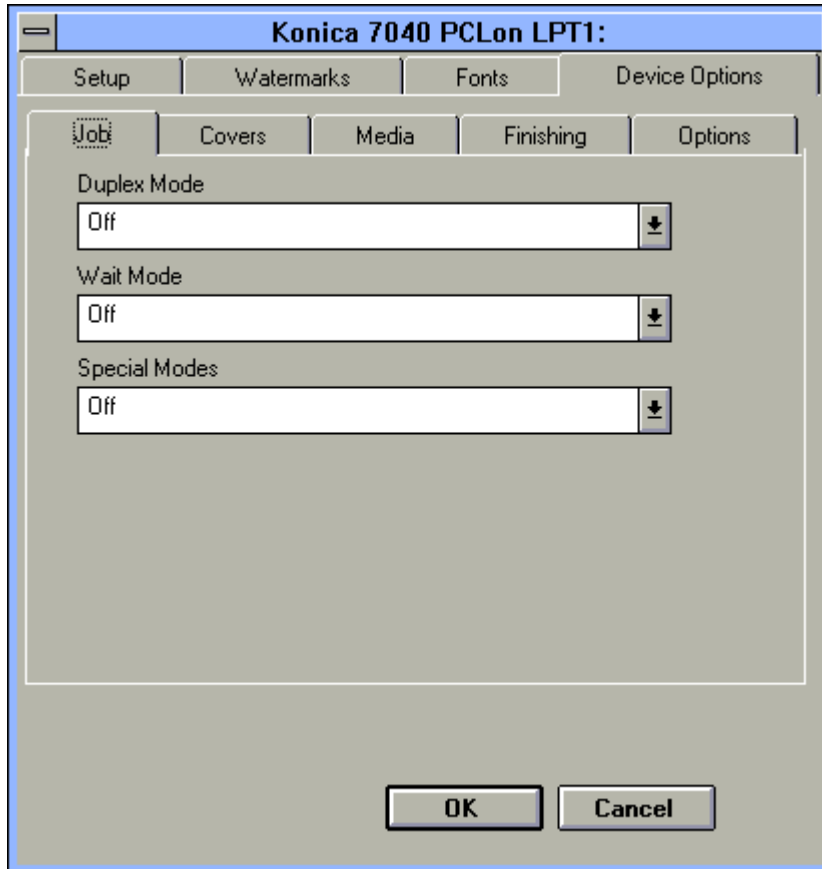 Konica 7040 PCLon LPT1:
Setup Watermarks Fonts Device Options
Job Covers Media Finishing Options
Duplex Mode
Off
Wait Mode
Off
Special Modes
Off
OK Cancel